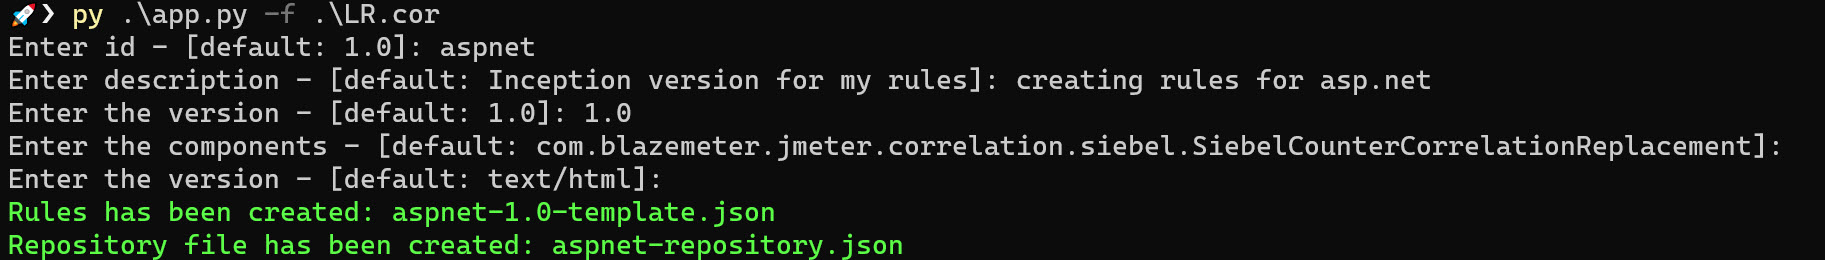 🚀❯ py .\app.py -f .\LR.cor
Enter id - [default: 1.0]: aspnet
Enter description - [default: Inception version for my rules]: creating rules for asp.net
Enter the version - [default: 1.0]: 1.0
Enter the components - [default: com.blazemeter.jmeter.correlation.siebel.SiebelCounterCorrelationReplacement]:
Enter the version - [default: text/html]:
Rules has been created: aspnet-1.0-template.json
Repository file has been created: aspnet-repository.json